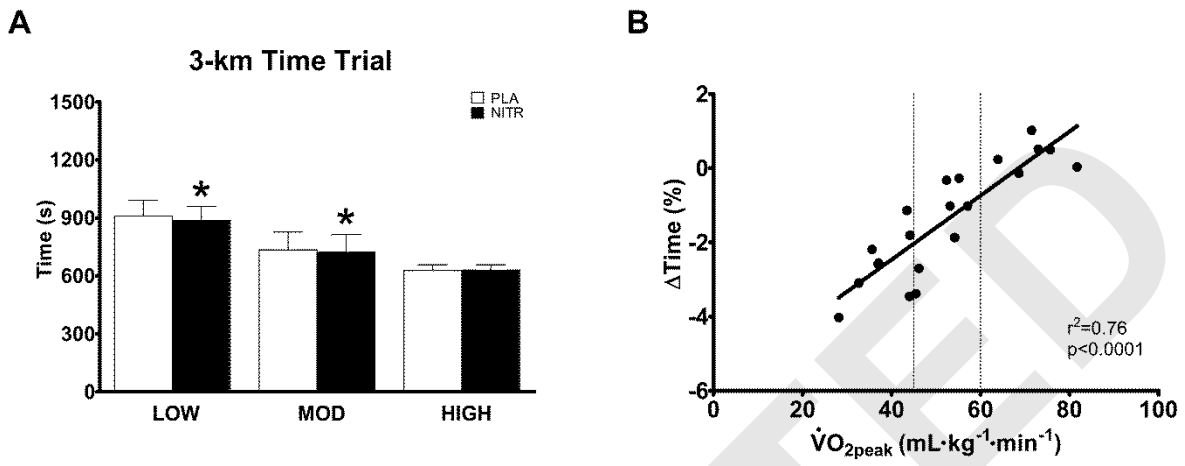 A
3-km Time Trial
PLA
NITR
Time (s)
1500
1200
900
600
300
0
*
*
LOW MOD HIGH
B
ΔTime (%)
2
0
-2
-4
-6
r²=0.76
p<0.0001
0 20 40 60 80 100
V̇O₂peak (mL·kg⁻¹·min⁻¹)
TED